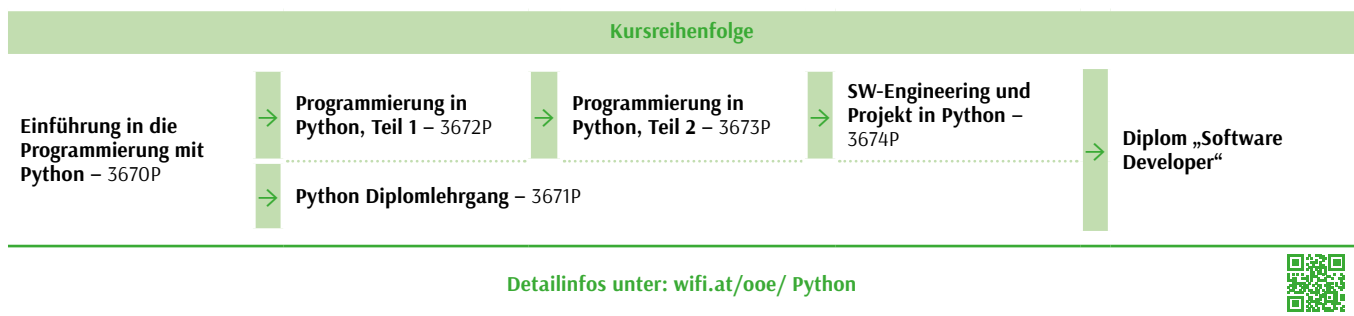 Kursreihenfolge
Einführung in die
Programmierung mit
Python – 3670P
→
Programmierung in
Python, Teil 1 – 3672P
→
Programmierung in
Python, Teil 2 – 3673P
→
SW-Engineering und
Projekt in Python –
3674P
→
Python Diplomlehrgang – 3671P
→
Diplom „Software
Developer“
Detailinfos unter: wifi.at/ooe/ Python